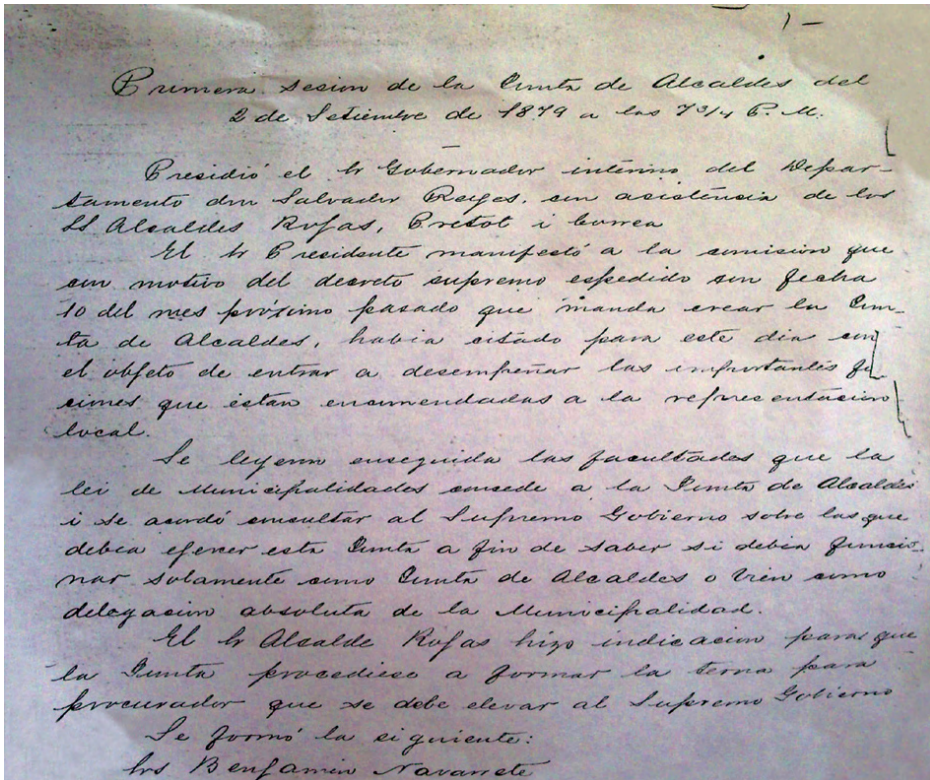 1-
Primera sesion de la Junta de Alcaldes del
2 de Setiembre de 1879 a las 7 3/4 P. M.
Presidió el Sr Gobernador interino del Depar-
tamento don Salvador Reyes, con asistencia de los
SS Alcaldes Rojas, Pretot i Correa
El Sr Presidente manifestó a la comision que
con motivo del decreto supremo espedido con fecha
10 del mes próximo pasado que manda crear la Jun-
ta de Alcaldes, habia citado para este dia con
el objeto de entrar a desempeñar las importantes
ciones que estan encomendadas a la representacion
local.
Se leyeron enseguida las facultades que la
lei de Municipalidades concede a la Junta de Alcaldes
i se acordó consultar al Supremo Gobierno sobre las que
debia ejercer esta Junta a fin de saber si debia funcio-
nar solamente como Junta de Alcaldes o bien como
delegacion absoluta de la Municipalidad.
El Sr Alcalde Rojas hizo indicacion para que
la Junta procediese a formar la terna para
procurador que se debe elevar al Supremo Gobierno
Se formó la siguiente:
Srs Benjamin Navarrete